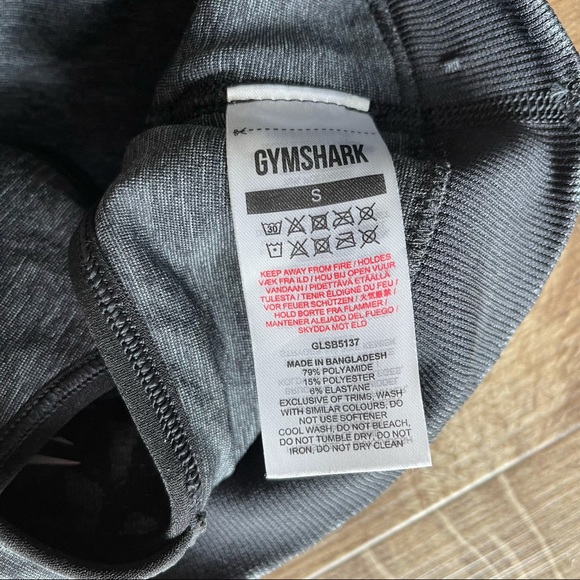 GYMSHARK
S
30
KEEP AWAY FROM FIRE / HOLDES
VÆK FRA ILD / HOU BIJ OPEN VUUR
VANDAAN / PIDETTÄVÄ ETÄÄLLÄ
TULESTA / TENIR ÉLOIGNÉ DU FEU /
VOR FEUER SCHÜTZEN / 火気厳禁 /
HOLD BORTE FRA FLAMMER /
MANTENER ALEJADO DEL FUEGO /
SKYDDA MOT ELD
GLSB5137
MADE IN BANGLADESH
79% POLYAMIDE
15% POLYESTER
6% ELASTANE
EXCLUSIVE OF TRIMS, WASH
WITH SIMILAR COLOURS, DO
NOT USE SOFTENER
COOL WASH, DO NOT BLEACH,
DO NOT TUMBLE DRY, DO NOT
IRON, DO NOT DRY CLEAN